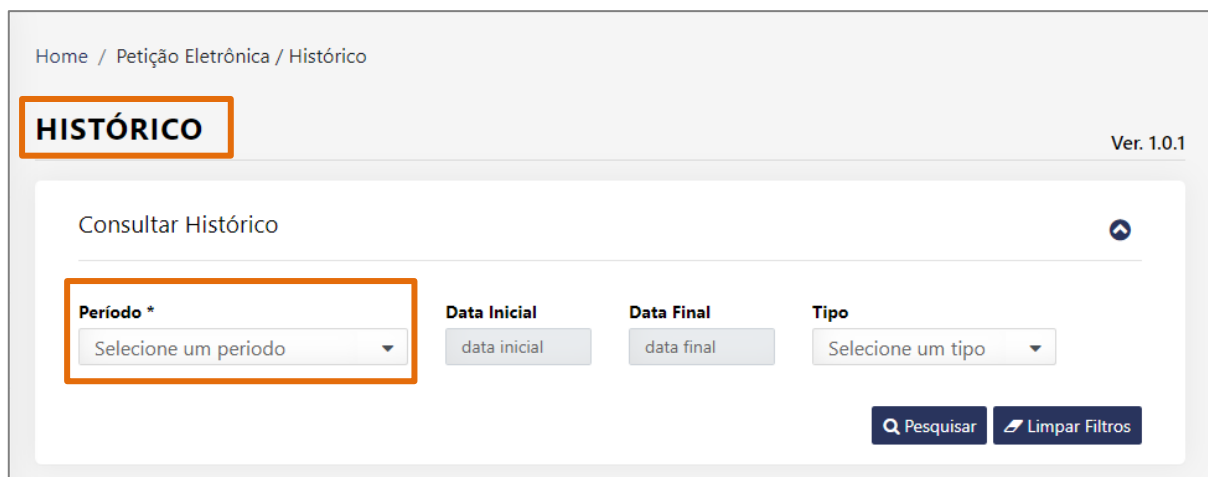 Home / Petição Eletrônica / Histórico
HISTÓRICO
Ver. 1.0.1
Consultar Histórico
Período * Data Inicial Data Final Tipo
Selecione um periodo data inicial data final Selecione um tipo
Pesquisar Limpar Filtros